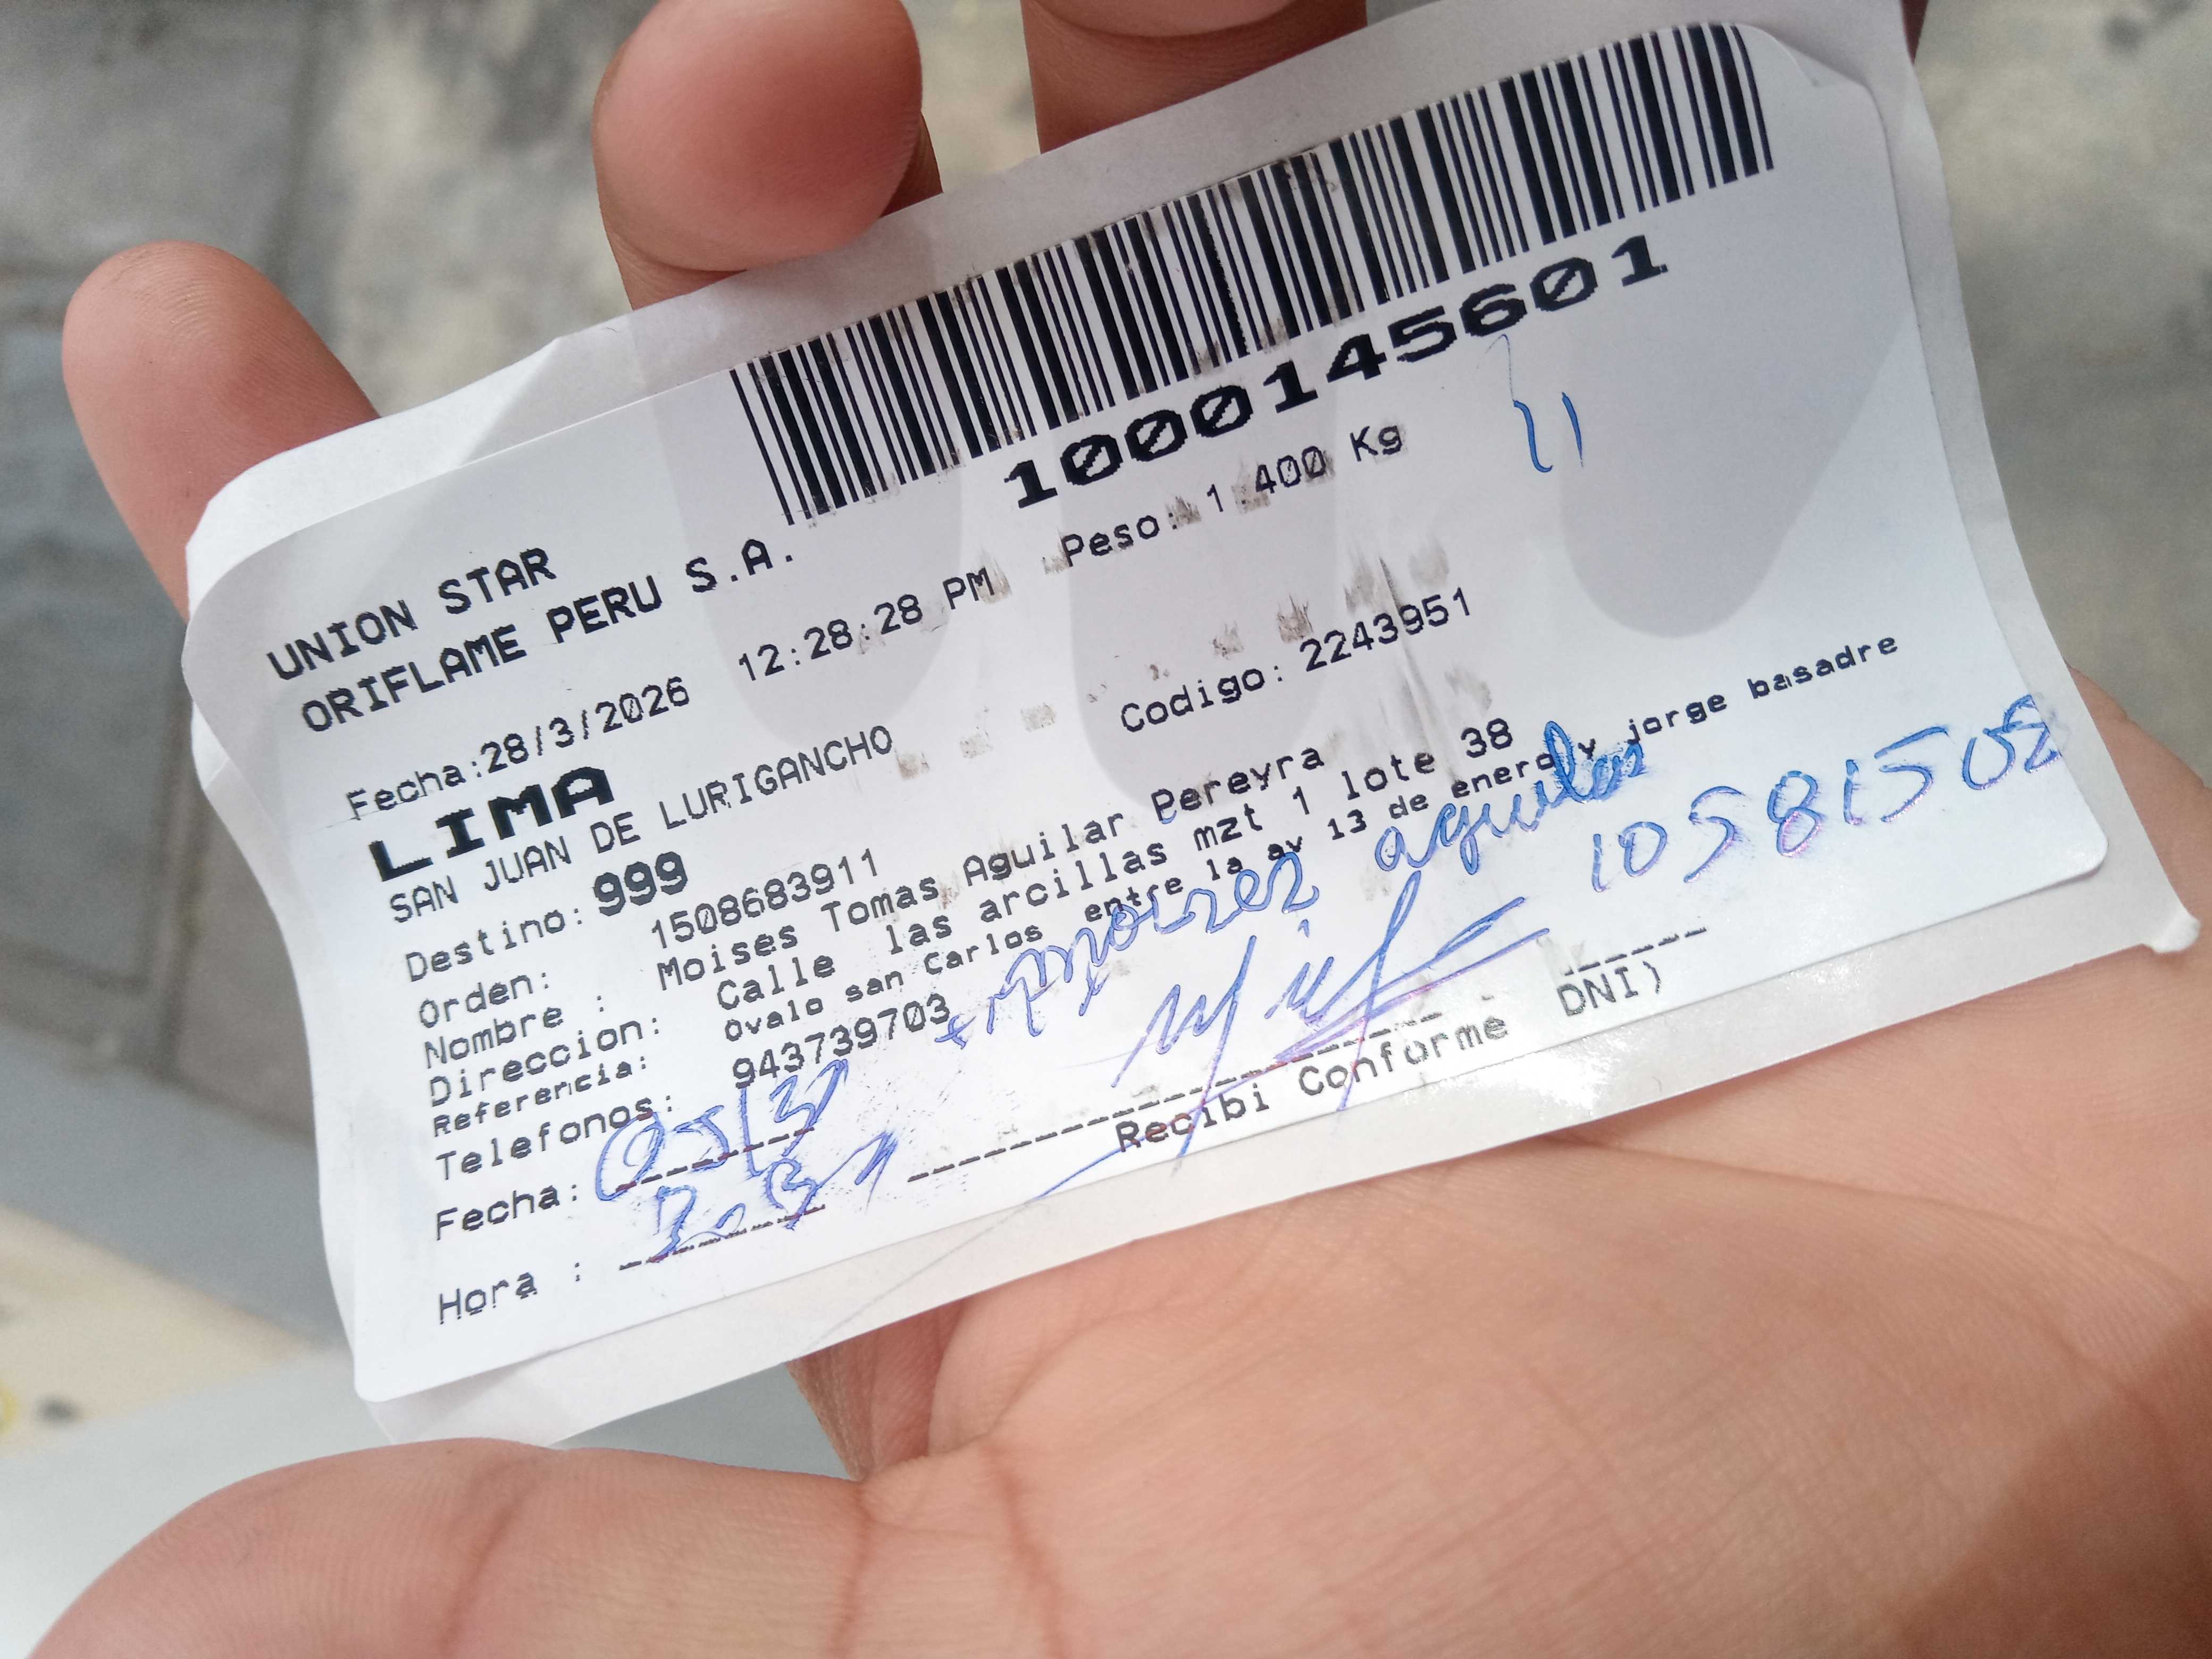 1000145601
UNION STAR
ORIFLAME PERU S.A.
Fecha:28/3/2026 12:28:28 PM Peso: 1.400 Kg
LIMA
SAN JUAN DE LURIGANCHO Codigo: 2243951
Destino: 999
Orden: 1508683911
Nombre : Moises Tomas Aguilar Pereyra
Direccion: Calle las arcillas mzt 1 lote 38
Referencia: Ovalo san Carlos entre la av 13 de enero y jorge basadre
Telefonos: 943739703
Fecha:
Hora :
Recibi Conforme DNI)